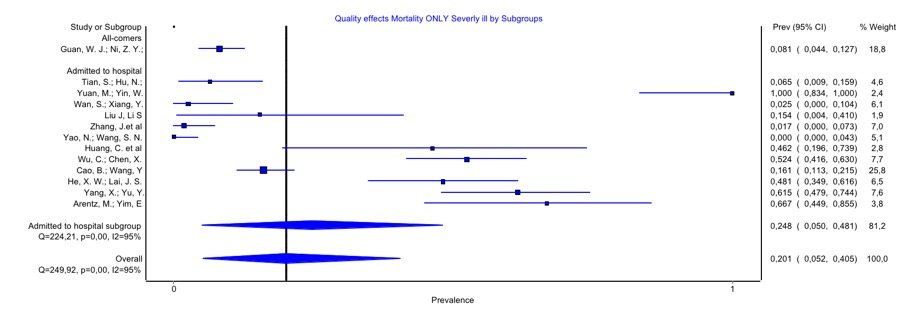 Quality effects Mortality ONLY Severly ill by Subgroups
Study or Subgroup Prev (95% CI) % Weight
All-comers
Guan, W. J.; Ni, Z. Y.; 0,081 ( 0,044, 0,127) 18,8
Admitted to hospital
Tian, S.; Hu, N.; 0,065 ( 0,009, 0,159) 4,6
Yuan, M.; Yin, W. 1,000 ( 0,834, 1,000) 2,4
Wan, S.; Xiang, Y. 0,025 ( 0,000, 0,104) 6,1
Liu J, Li S 0,154 ( 0,004, 0,410) 1,9
Zhang, J.et al 0,017 ( 0,000, 0,073) 7,0
Yao, N.; Wang, S. N. 0,000 ( 0,000, 0,043) 5,1
Huang, C. et al 0,462 ( 0,196, 0,739) 2,8
Wu, C.; Chen, X. 0,524 ( 0,416, 0,630) 7,7
Cao, B.; Wang, Y 0,161 ( 0,113, 0,215) 25,8
He, X. W.; Lai, J. S. 0,481 ( 0,349, 0,616) 6,5
Yang, X.; Yu, Y. 0,615 ( 0,479, 0,744) 7,6
Arentz, M.; Yim, E 0,667 ( 0,449, 0,855) 3,8
Admitted to hospital subgroup 0,248 ( 0,050, 0,481) 81,2
Q=224,21, p=0,00, I2=95%
Overall 0,201 ( 0,052, 0,405) 100,0
Q=249,92, p=0,00, I2=95%
0 1
Prevalence